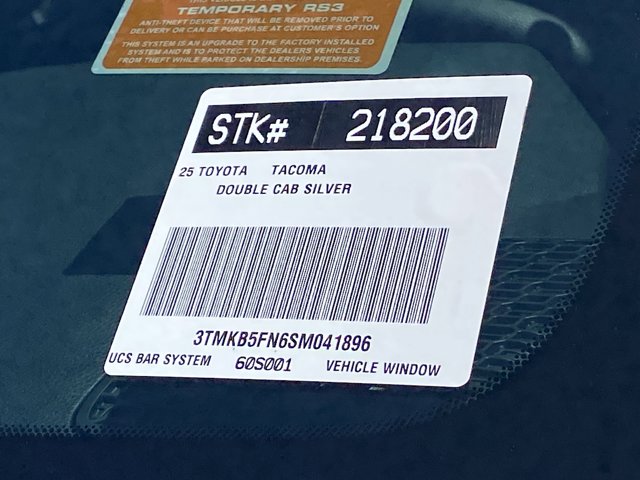 TEMPORARY RS3
ANTI-THEFT DEVICE THAT WILL BE REMOVED PRIOR TO
DELIVERY OR CAN BE PURCHASE AT CUSTOMER'S OPTION
THIS SYSTEM IS AN UPGRADE TO THE FACTORY INSTALLED
SYSTEM AND IS TO PROTECT THE DEALERS VEHICLES
FROM THEFT WHILE PARKED ON DEALERSHIP PREMISES.
STK# 218200
25 TOYOTA TACOMA
DOUBLE CAB SILVER
3TMKB5FN6SM041896
UCS BAR SYSTEM 60S001 VEHICLE WINDOW